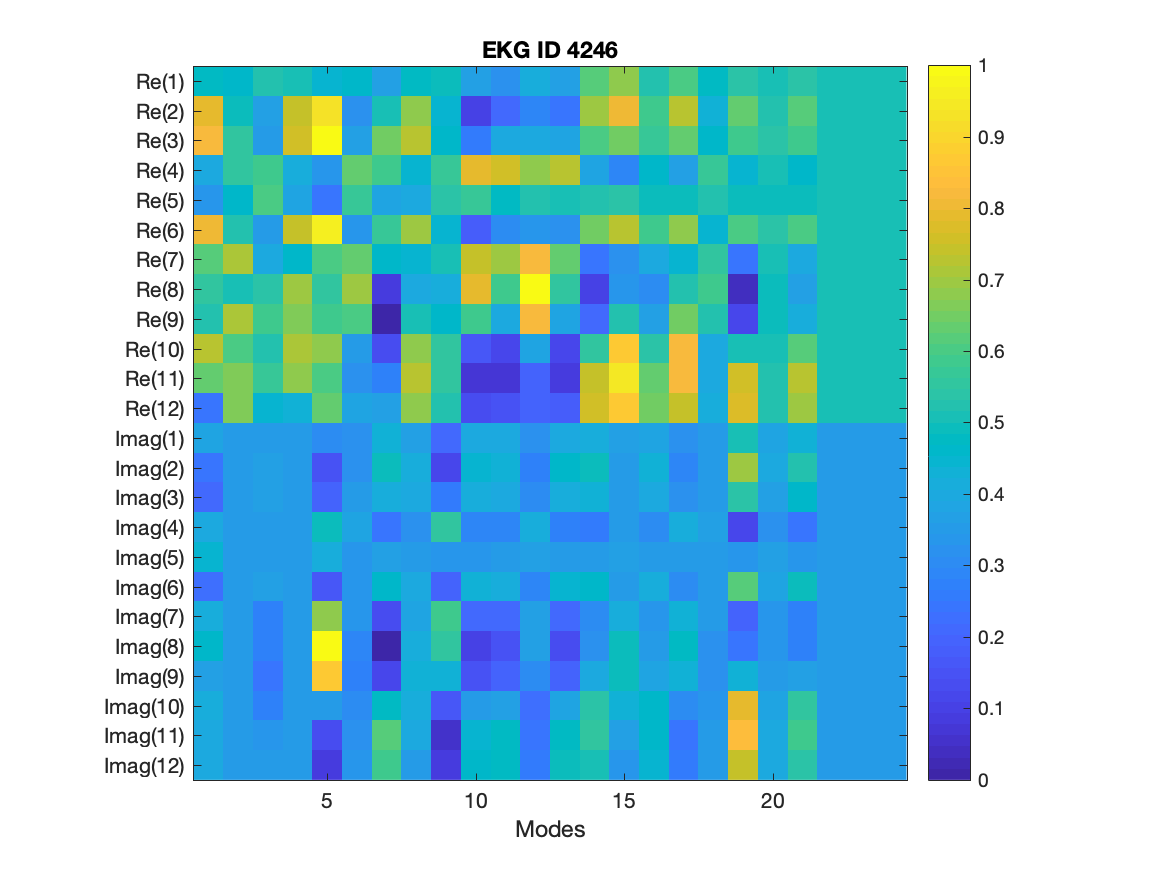 EKG ID 4246
Re(1)
Re(2)
Re(3)
Re(4)
Re(5)
Re(6)
Re(7)
Re(8)
Re(9)
Re(10)
Re(11)
Re(12)
Imag(1)
Imag(2)
Imag(3)
Imag(4)
Imag(5)
Imag(6)
Imag(7)
Imag(8)
Imag(9)
Imag(10)
Imag(11)
Imag(12)
5 10 15 20
Modes
1
0.9
0.8
0.7
0.6
0.5
0.4
0.3
0.2
0.1
0